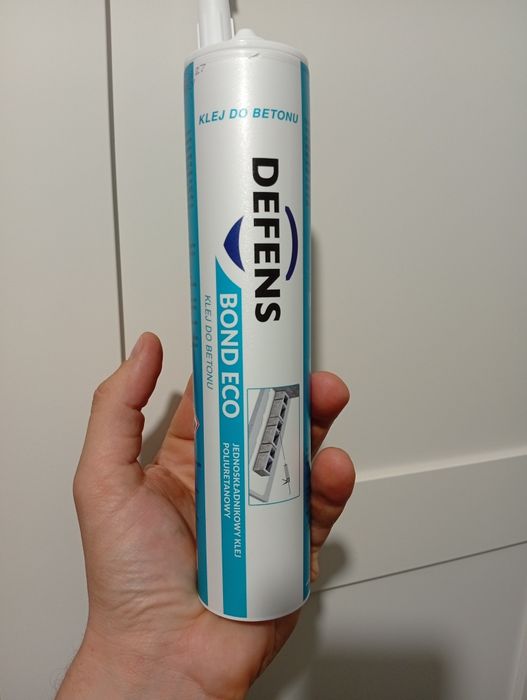 KLEJ DO BETONU
DEFENS
BOND ECO
KLEJ DO BETONU
JEDNOSKŁADNIKOWY KLEJ
POLIURETANOWY